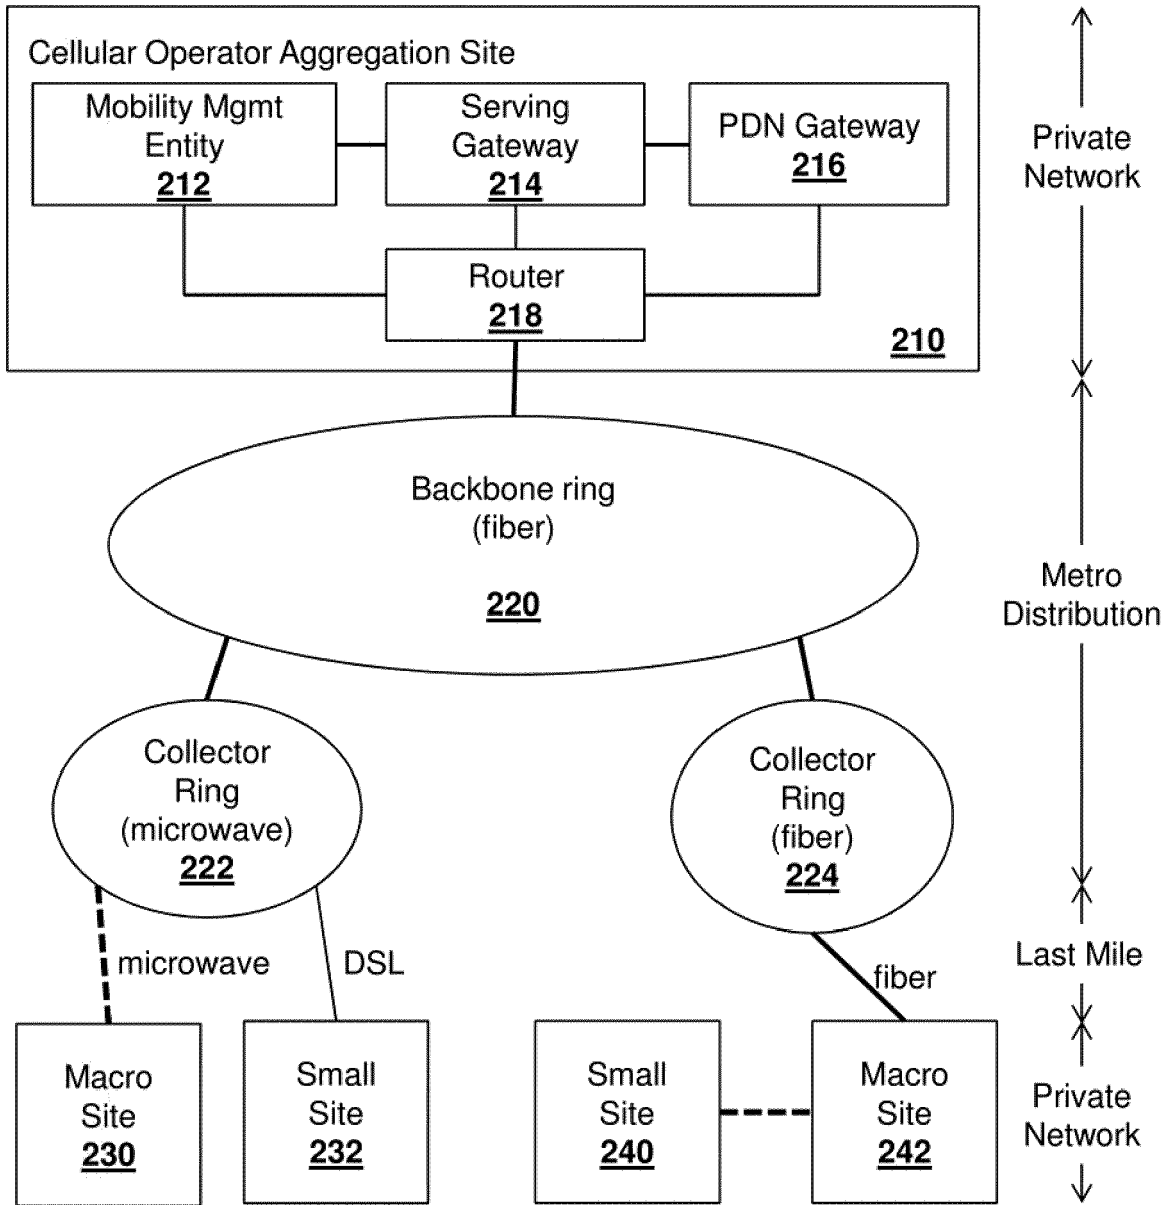 Cellular Operator Aggregation Site
Mobility Mgmt
Entity
212
Serving
Gateway
214
PDN Gateway
216
Router
218
210
Private
Network
Backbone ring
(fiber)
220
Metro
Distribution
Collector
Ring
(microwave)
222
Collector
Ring
(fiber)
224
microwave
DSL
fiber
Last Mile
Macro
Site
230
Small
Site
232
Small
Site
240
Macro
Site
242
Private
Network